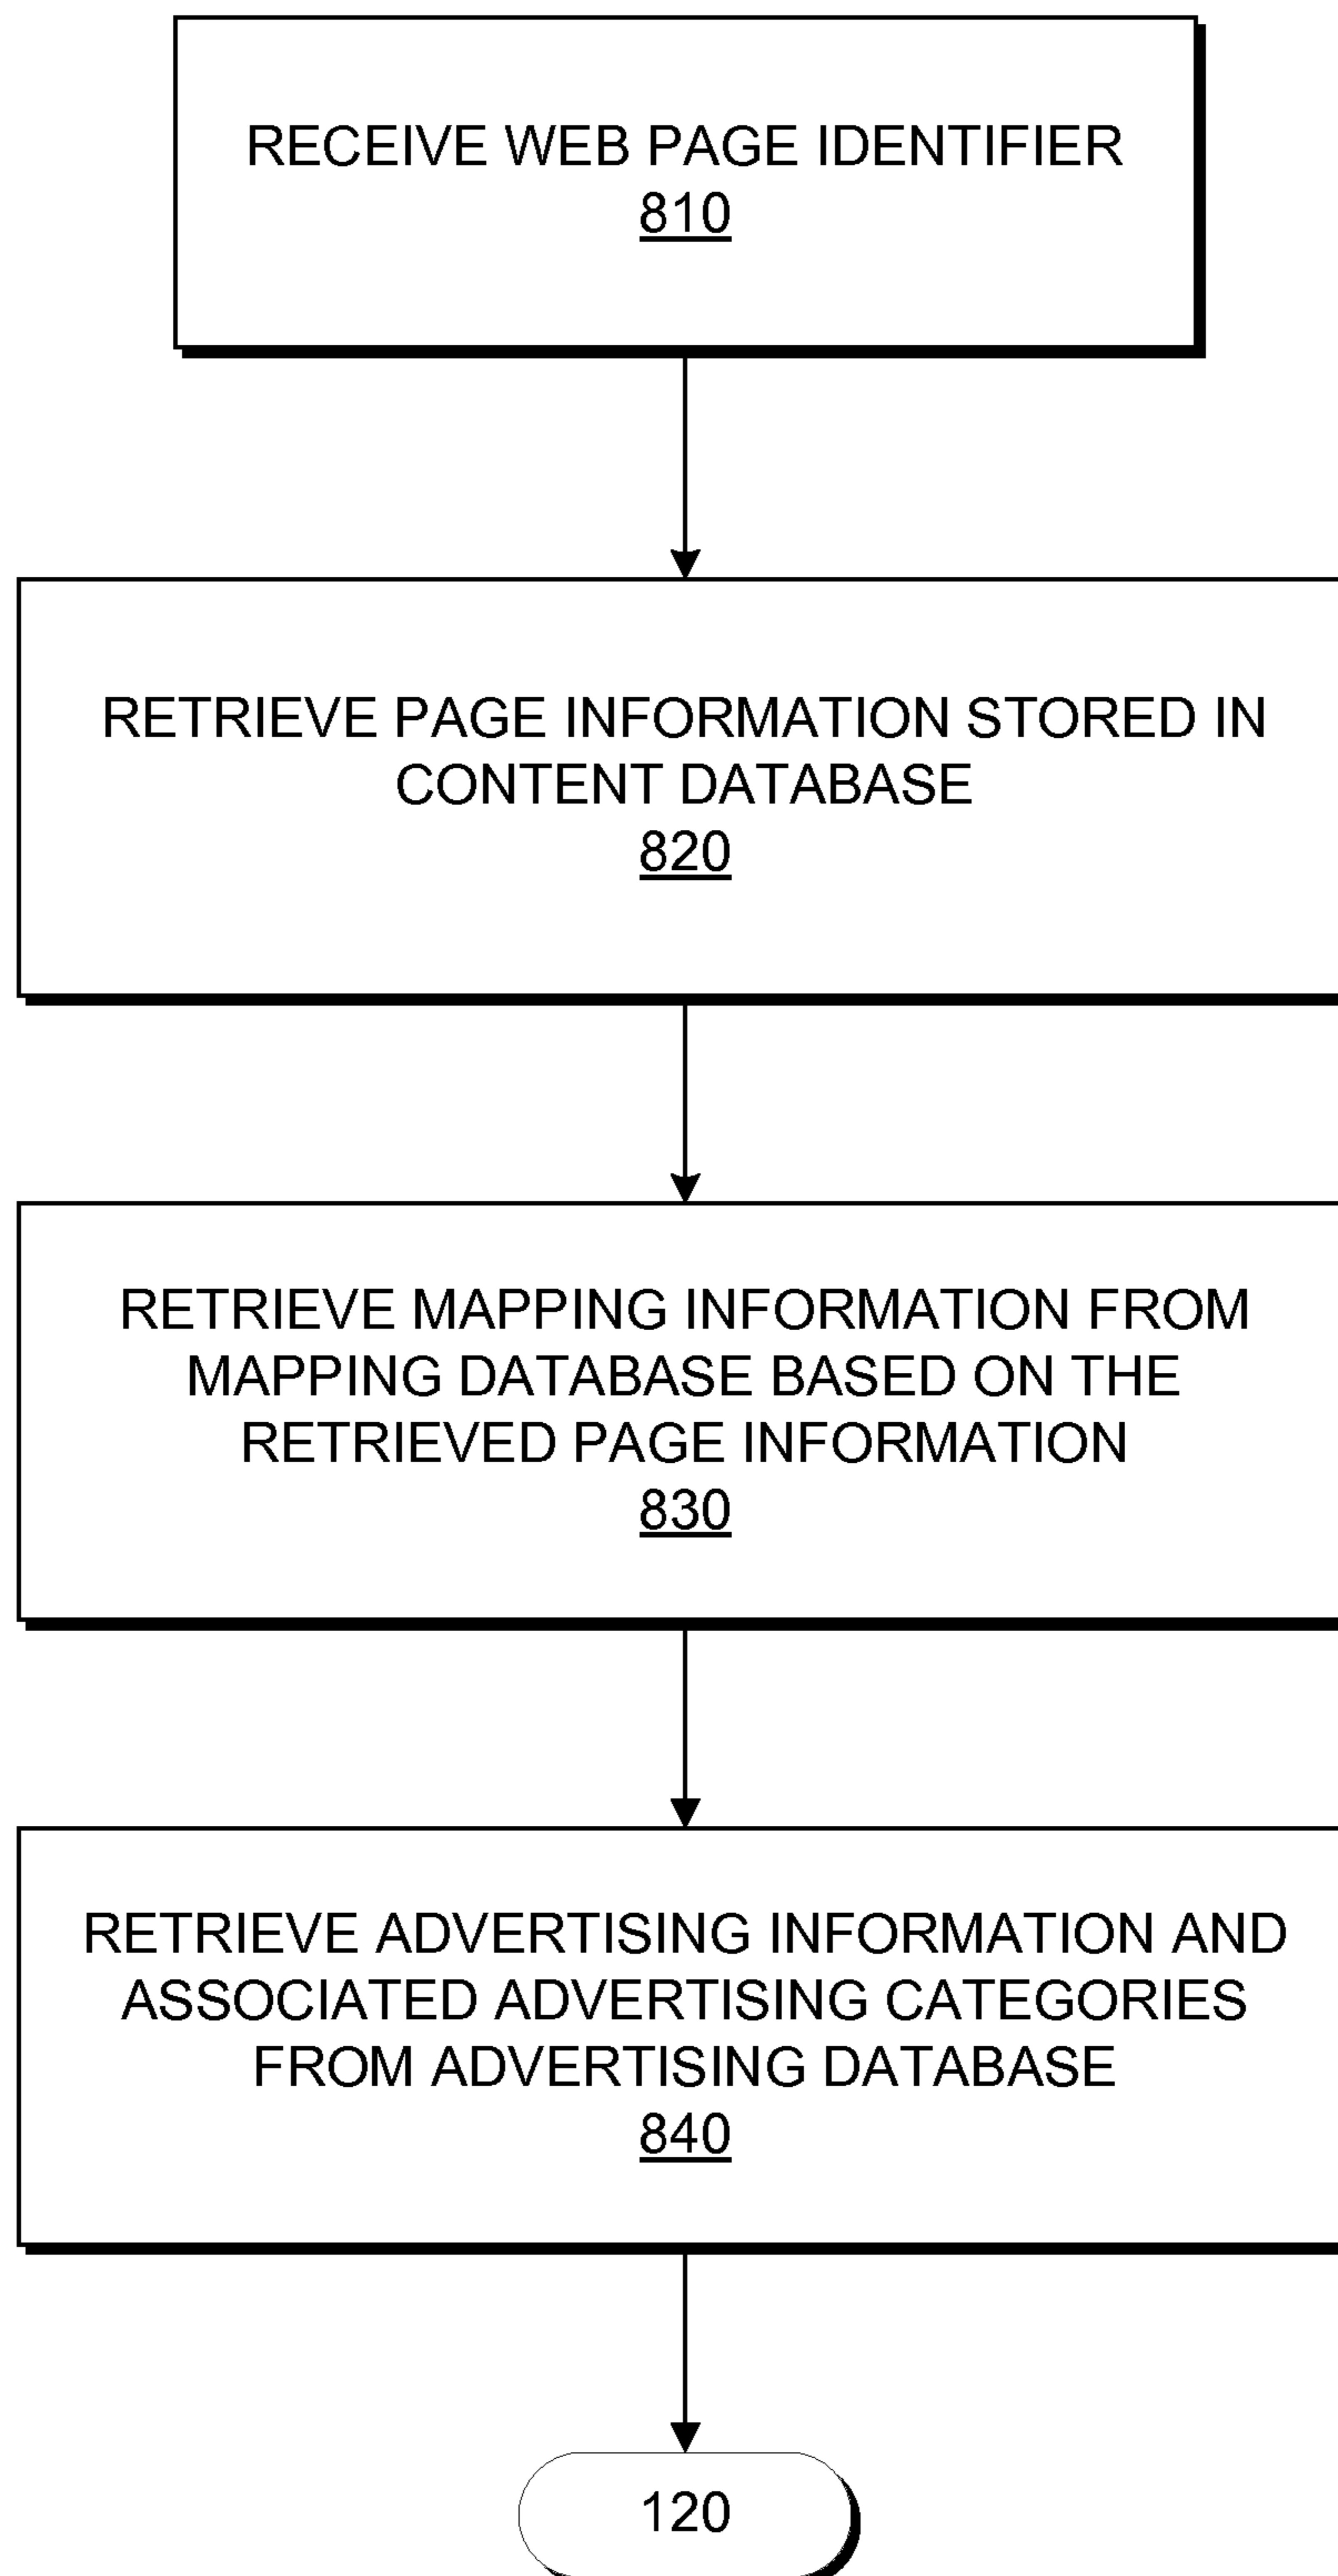 RECEIVE WEB PAGE IDENTIFIER
810
RETRIEVE PAGE INFORMATION STORED IN
CONTENT DATABASE
820
RETRIEVE MAPPING INFORMATION FROM
MAPPING DATABASE BASED ON THE
RETRIEVED PAGE INFORMATION
830
RETRIEVE ADVERTISING INFORMATION AND
ASSOCIATED ADVERTISING CATEGORIES
FROM ADVERTISING DATABASE
840
120